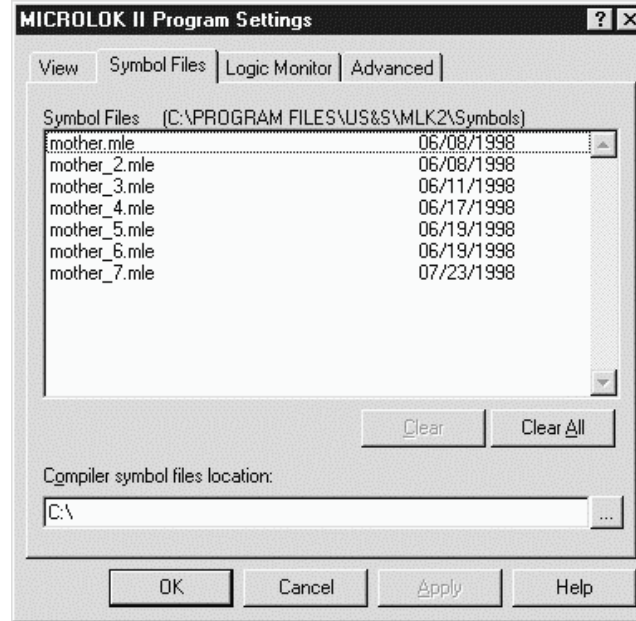 MICROLOK II Program Settings ? X
View Symbol Files Logic Monitor Advanced
Symbol Files (C:\PROGRAM FILES\US&S\MLK2\Symbols)
mother.mle 06/08/1998
mother_2.mle 06/08/1998
mother_3.mle 06/11/1998
mother_4.mle 06/17/1998
mother_5.mle 06/19/1998
mother_6.mle 06/19/1998
mother_7.mle 07/23/1998
Clear Clear All
Compiler symbol files location:
C:\ ...
OK Cancel Apply Help